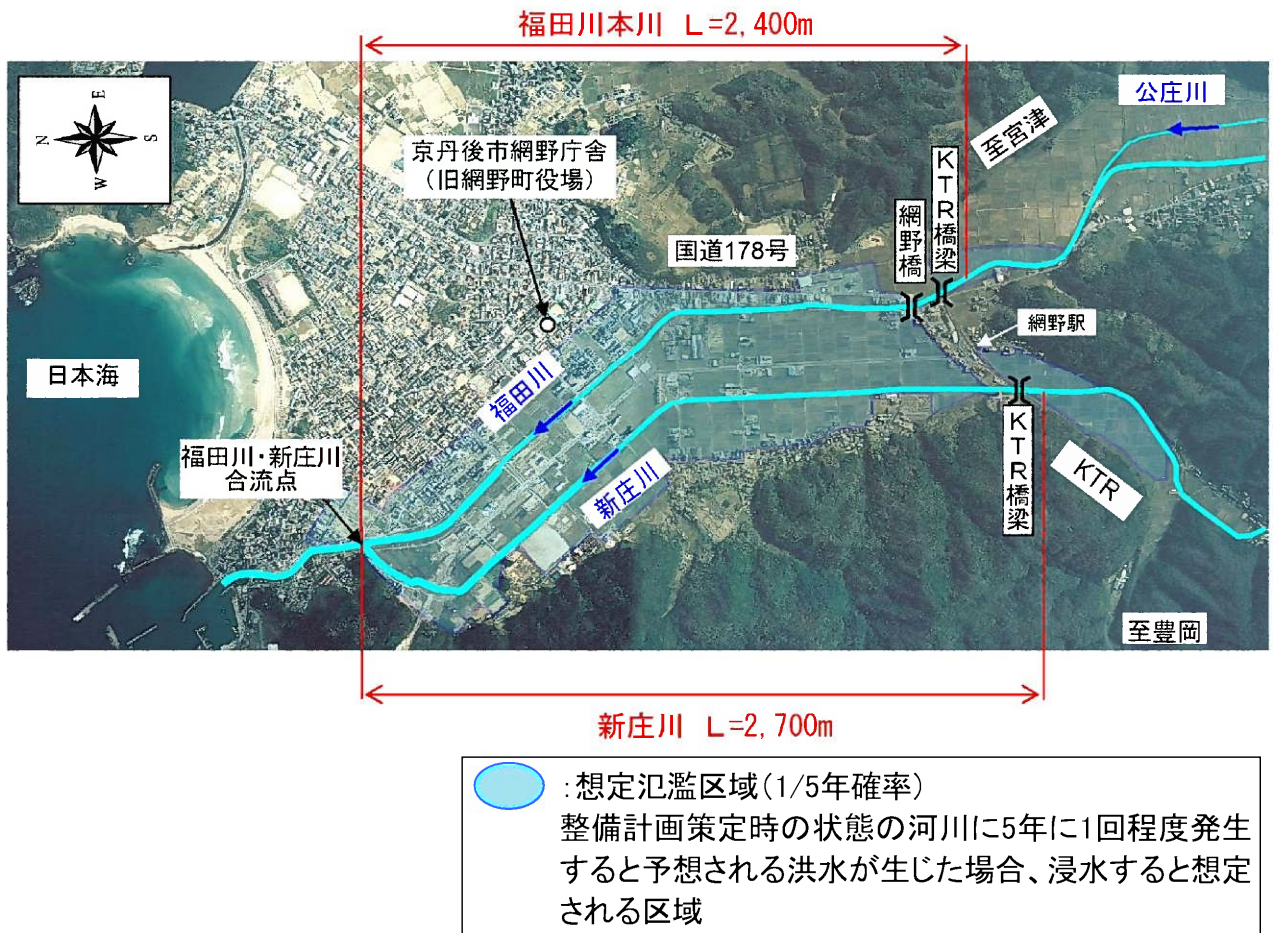 福田川本川 L=2,400m
E
N
S
W
公庄川
至宮津
京丹後市網野庁舎
(旧網野町役場)
KTR橋梁
網野橋
国道178号
網野駅
日本海
福田川
福田川・新庄川
合流点
新庄川
KTR橋梁
KTR
至豊岡
新庄川 L=2,700m
:想定氾濫区域(1/5年確率)
整備計画策定時の状態の河川に5年に1回程度発生
すると予想される洪水が生じた場合、浸水すると想定
される区域